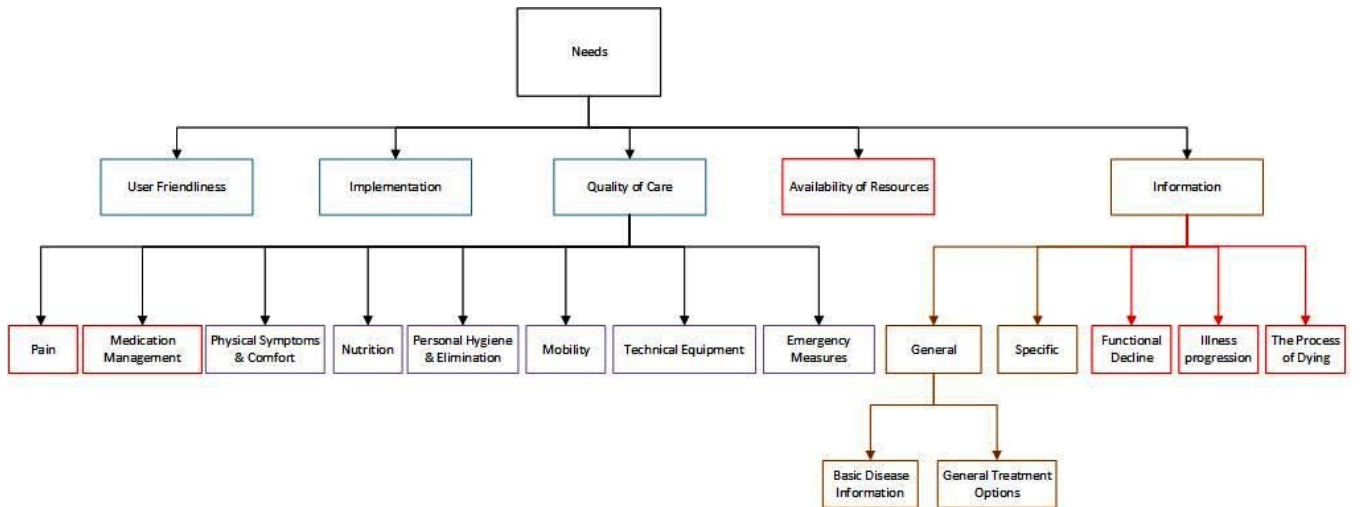 Needs
User Friendliness
Implementation
Quality of Care
Availability of Resources
Information
Pain
Medication
Management
Physical Symptoms
& Comfort
Nutrition
Personal Hygiene
& Elimination
Mobility
Technical Equipment
Emergency
Measures
General
Specific
Functional
Decline
Illness
progression
The Process of
Dying
Basic Disease
Information
General Treatment
Options